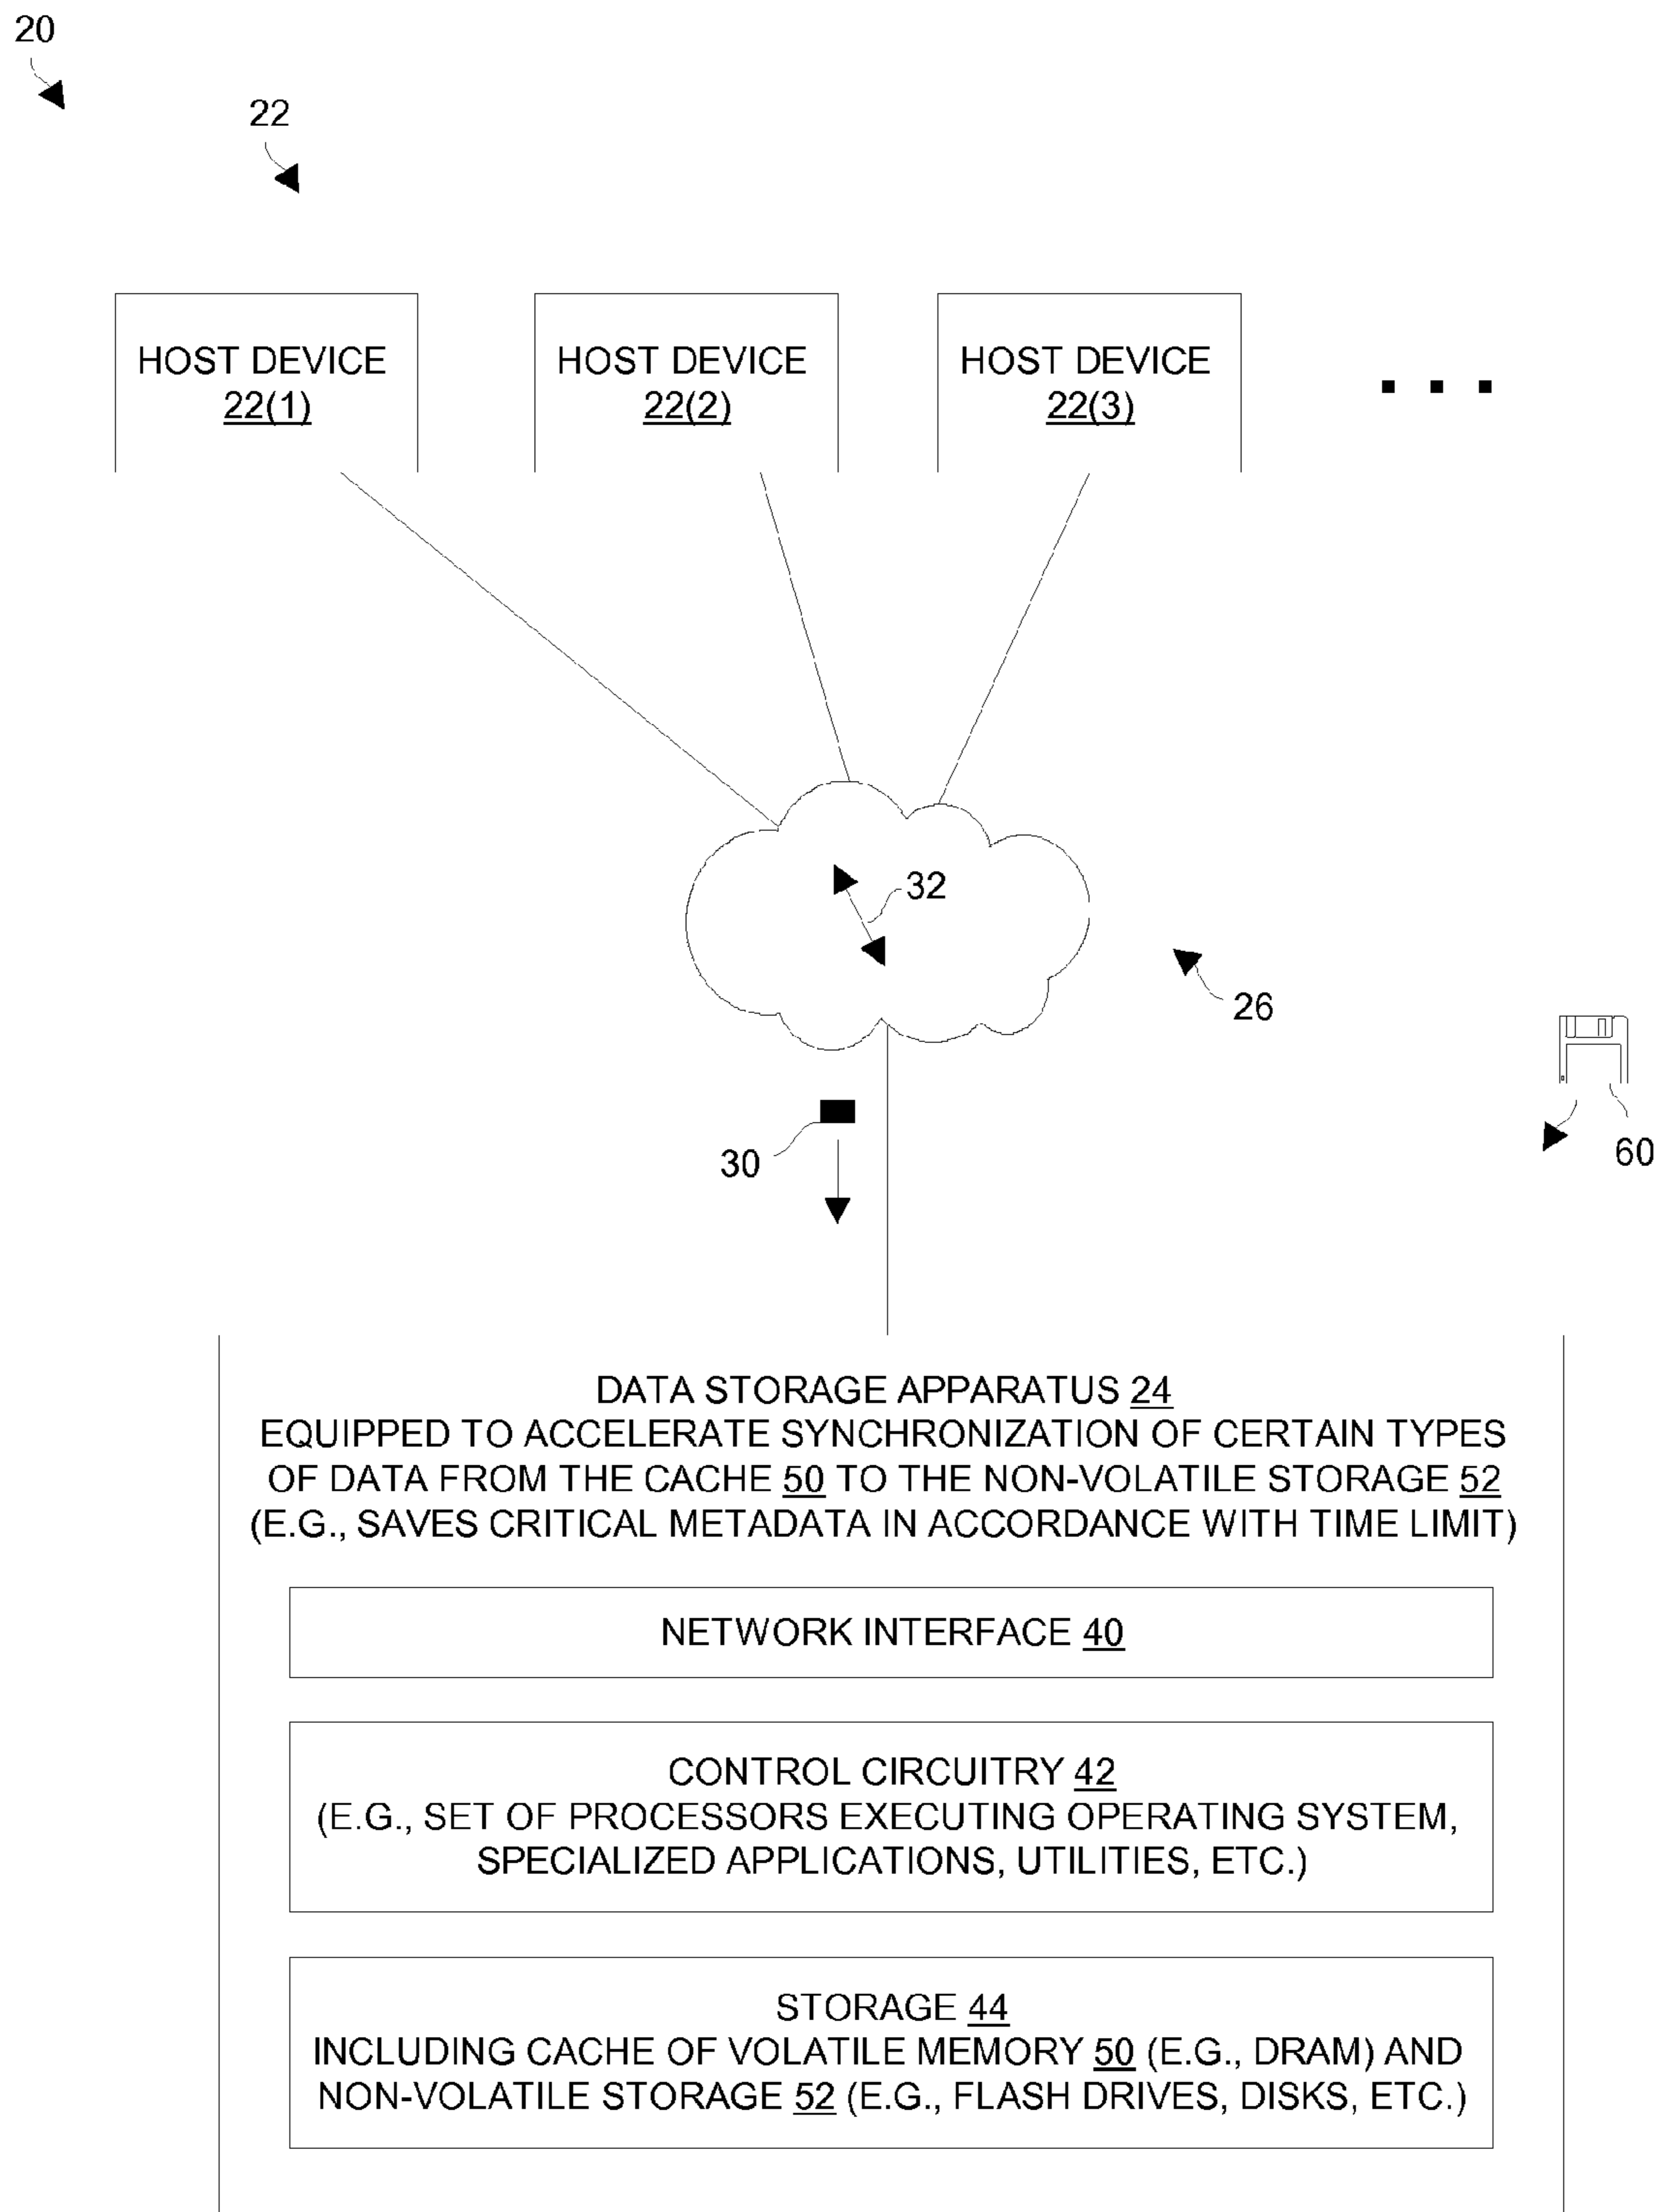 20
22
HOST DEVICE
22(1)
HOST DEVICE
22(2)
HOST DEVICE
22(3)
32
26
30
60
DATA STORAGE APPARATUS 24
EQUIPPED TO ACCELERATE SYNCHRONIZATION OF CERTAIN TYPES
OF DATA FROM THE CACHE 50 TO THE NON-VOLATILE STORAGE 52
(E.G., SAVES CRITICAL METADATA IN ACCORDANCE WITH TIME LIMIT)
NETWORK INTERFACE 40
CONTROL CIRCUITRY 42
(E.G., SET OF PROCESSORS EXECUTING OPERATING SYSTEM,
SPECIALIZED APPLICATIONS, UTILITIES, ETC.)
STORAGE 44
INCLUDING CACHE OF VOLATILE MEMORY 50 (E.G., DRAM) AND
NON-VOLATILE STORAGE 52 (E.G., FLASH DRIVES, DISKS, ETC.)